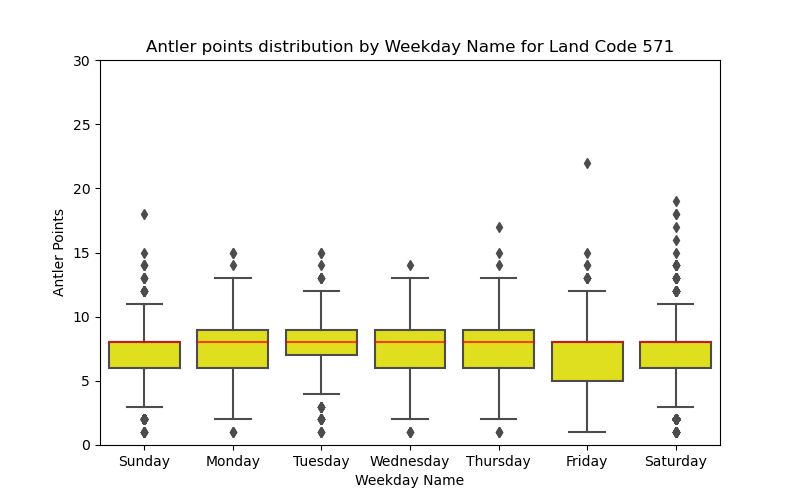 Antler points distribution by Weekday Name for Land Code 571
Antler Points
30
25
20
15
10
5
0
Sunday Monday Tuesday Wednesday Thursday Friday Saturday
Weekday Name